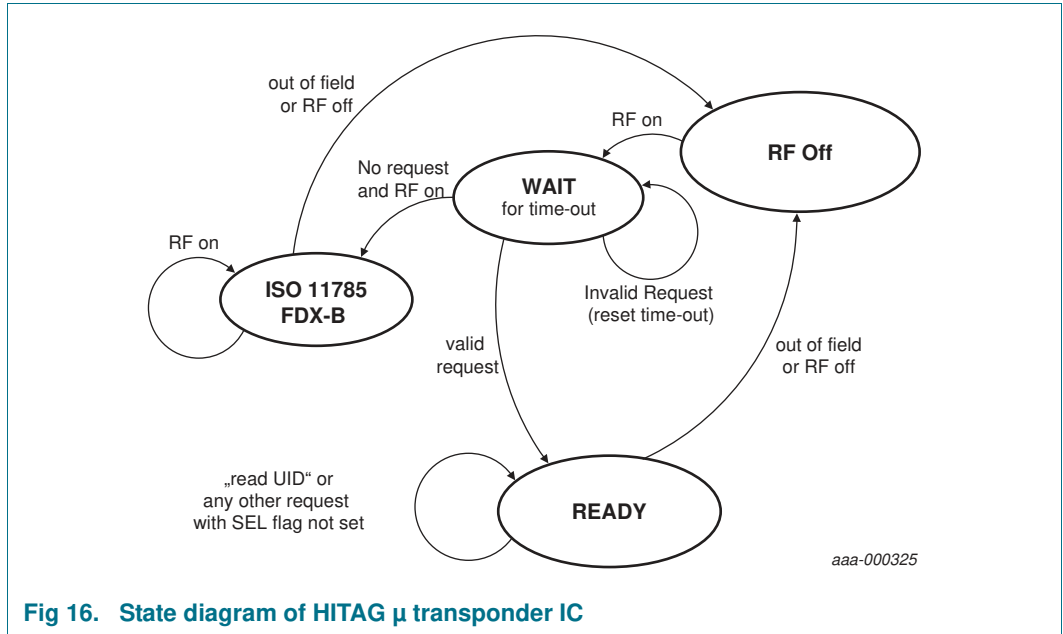 out of field
or RF off
RF on
RF Off
No request
and RF on
WAIT
for time-out
RF on
ISO 11785
FDX-B
Invalid Request
(reset time-out)
valid
request
out of field
or RF off
„read UID“ or
any other request
with SEL flag not set
READY
aaa-000325
Fig 16. State diagram of HITAG μ transponder IC